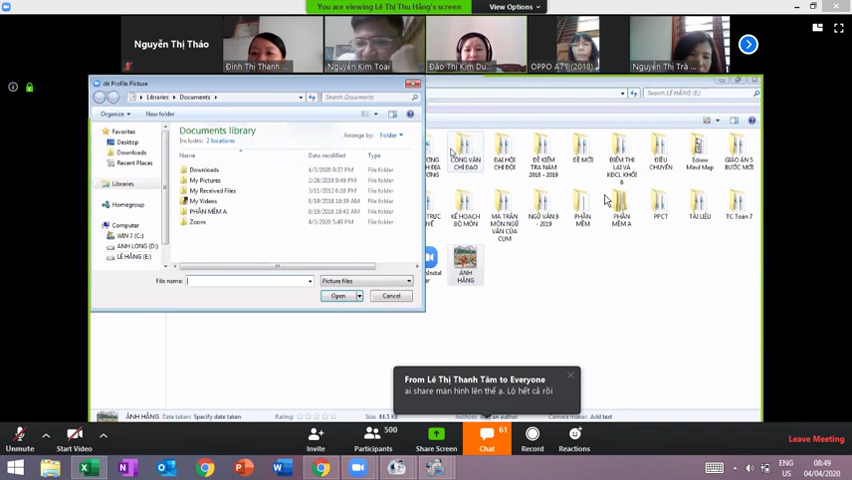 You are viewing Lê Thị Thu Hằng's screen
View Options
Nguyễn Thị Thảo
Đinh Thị Thanh
Nguyễn Kim Toại
Đào Thị Kim Du...
OPPO A71 (2018)
Nguyễn Thị Trà
Profile Picture
Libraries
Documents
Search Documents
Search LÊ HẰNG (E:)
Organize
New folder
Favorites
Desktop
Downloads
Recent Places
Libraries
Homegroup
Computer
WIN 7 (C:)
ANH LONG (D:)
LÊ HẰNG (E:)
Documents library
Includes: 2 locations
Arrange by: Folder
Name
Date modified
Type
Downloads
4/3/2020 9:32 PM
File folder
My Pictures
2/28/2019 9:49 PM
File folder
My Received Files
3/11/2012 6:18 PM
File folder
My Videos
8/19/2018 10:39 AM
File folder
PHẦN MỀM A
8/19/2018 10:43 AM
File folder
Zoom
4/3/2020 5:49 PM
File folder
File name:
Picture files
Open
Cancel
CÔNG VĂN CHỈ ĐẠO
ĐẠI HỘI CHI ĐỘI
ĐỀ KIỂM TRA NĂM 2018 - 2019
ĐỀ MỚI
ĐIỂM THI LẠI VÀ KĐCL KHỐI 6
ĐIỀU CHUYỂN
Edraw Mind Map
GIÁO ÁN 5 BƯỚC MỚI
KẾ HOẠCH BỘ MÔN
MA TRẬN MÔN NGỮ VĂN CỦA CỤM
NGỮ VĂN 9 - 2019
PHẦN MỀM
PHẦN MỀM A
PPCT
TÀI LIỆU
TC Toán 7
ẢNH HẰNG
From Lê Thị Thanh Tâm to Everyone
ai share màn hình lên thế ạ. Lộ hết cả rồi
ẢNH HẰNG
Date taken: Specify date taken
Rating:
Size: 84.5 KB
Camera maker: Add text
Unmute
Start Video
Invite
500
Participants
Share Screen
61
Chat
Record
Reactions
Leave Meeting
ENG
US
08:49
04/04/2020